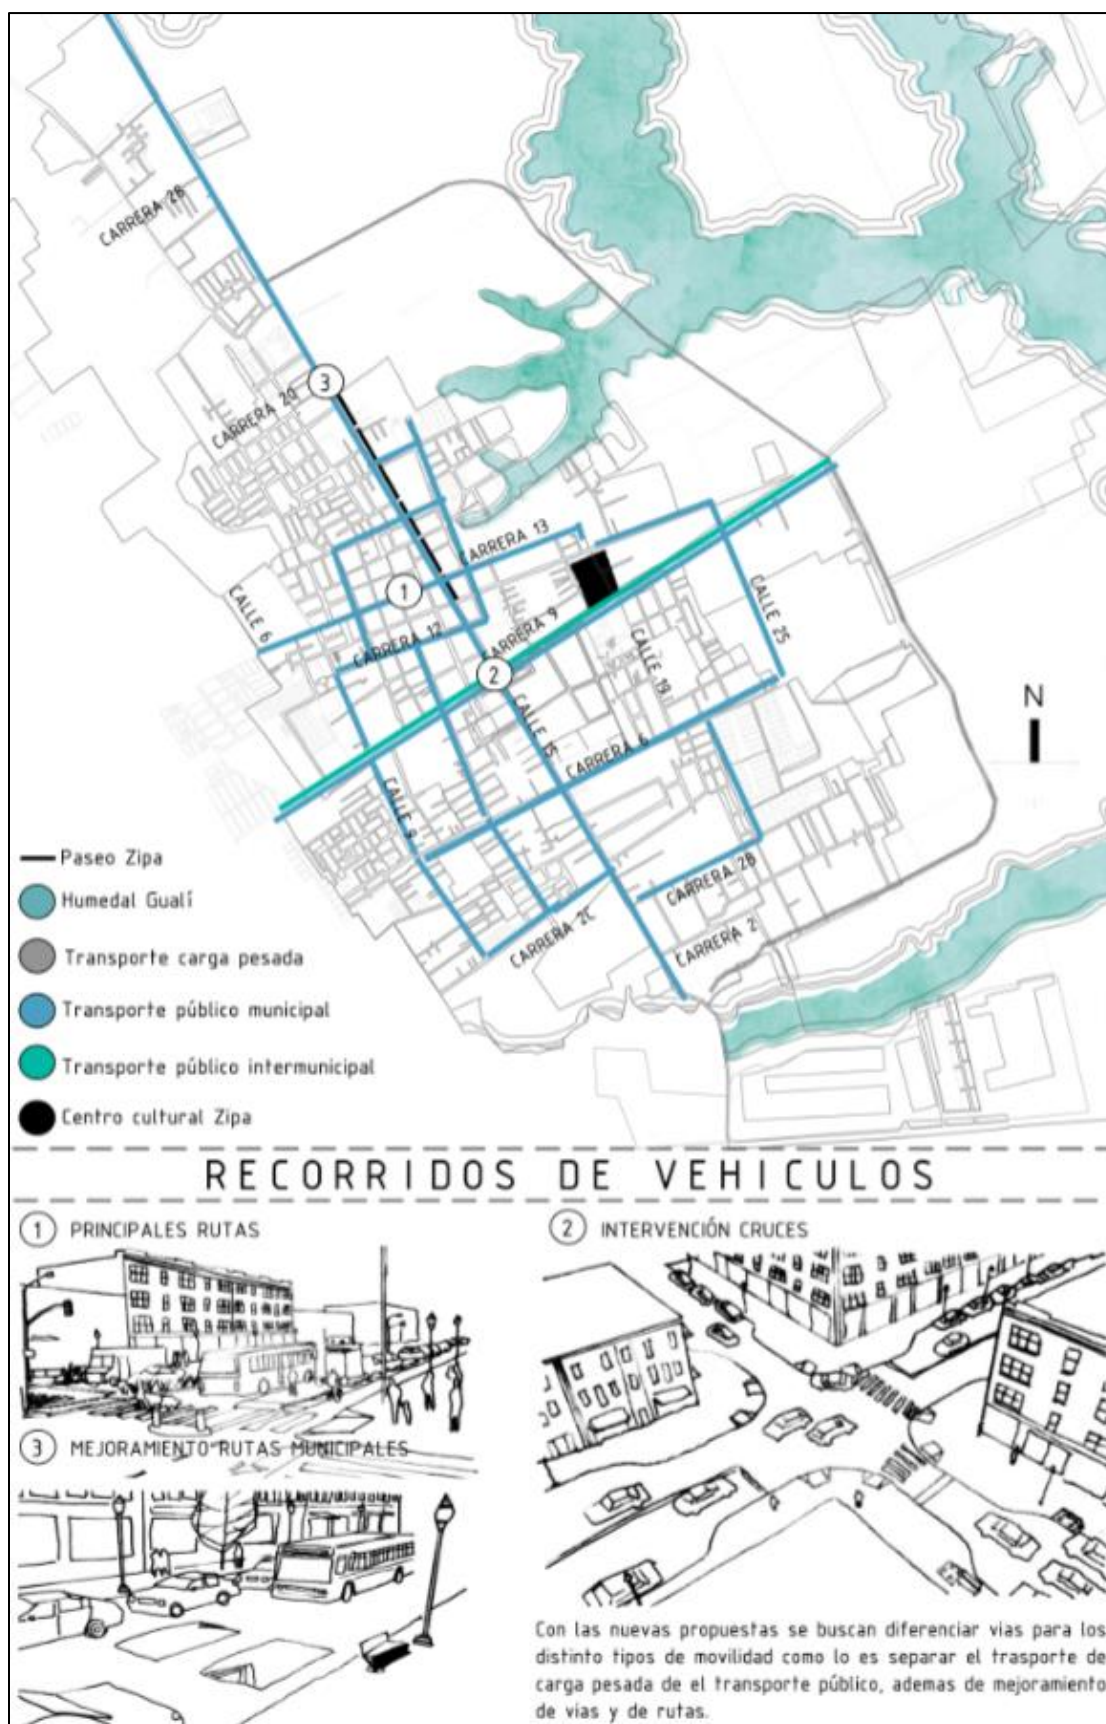 CARRERA 28
3
CARRERA 20
CARRERA 13
1
CALLE 6
CARRERA 12
CARRERA 9
CALLE 25
CALLE 19
2
CALLE 15
CARRERA 6
N
CALLE 9
CARRERA 2B
CARRERA 2C
CARRERA 2
Paseo Zipa
Humedal Gualí
Transporte carga pesada
Transporte público municipal
Transporte público intermunicipal
Centro cultural Zipa
RECORRIDOS DE VEHICULOS
1 PRINCIPALES RUTAS
2 INTERVENCIÓN CRUCES
3 MEJORAMIENTO RUTAS MUNICIPALES
Con las nuevas propuestas se buscan diferenciar vias para los
distinto tipos de movilidad como lo es separar el trasporte de
carga pesada de el transporte público, ademas de mejoramiento
de vias y de rutas.